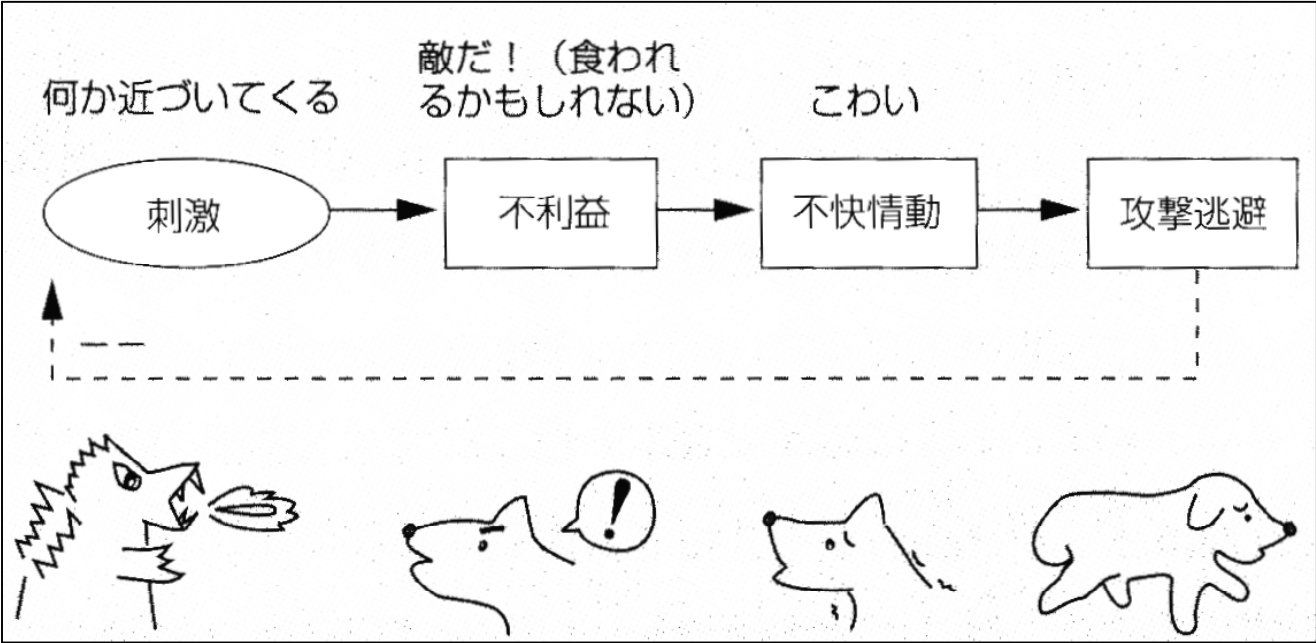 何か近づいてくる
敵だ！（食われ
るかもしれない）
こわい
刺激
不利益
不快情動
攻撃逃避
!